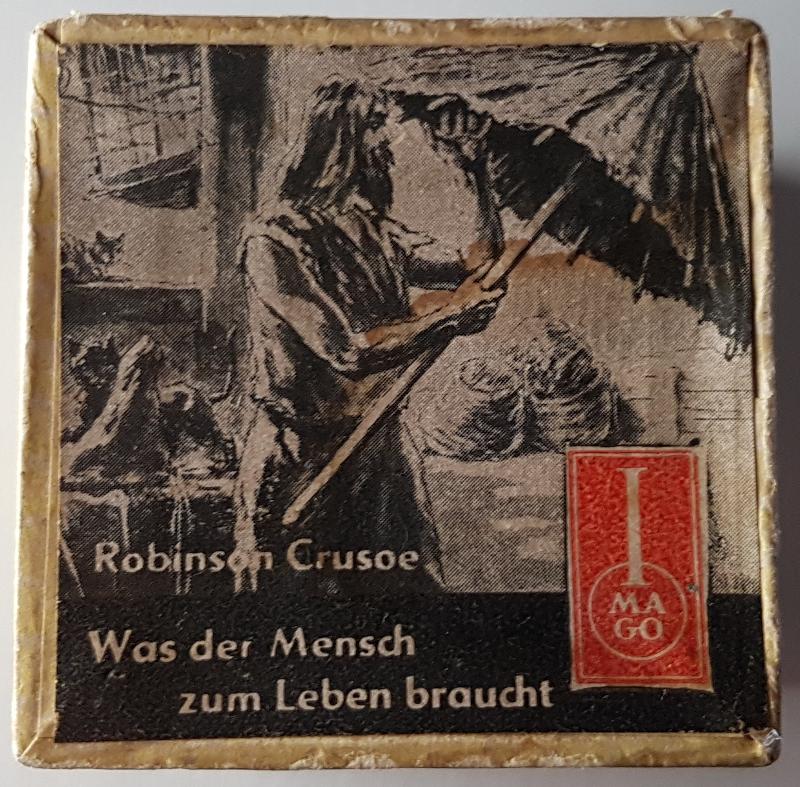 Robinson Crusoe
Was der Mensch
zum Leben braucht
I
MA
GO